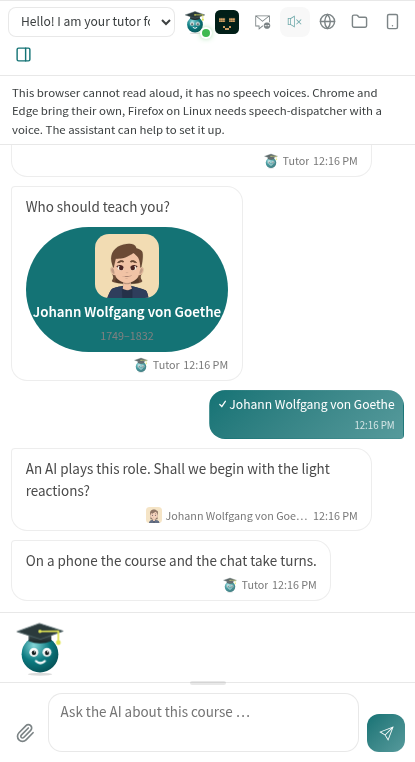 Hello! I am your tutor fo
This browser cannot read aloud, it has no speech voices. Chrome and
Edge bring their own, Firefox on Linux needs speech-dispatcher with a
voice. The assistant can help to set it up.
Tutor 12:16 PM
Who should teach you?
Johann Wolfgang von Goethe
1749–1832
Tutor 12:16 PM
✓ Johann Wolfgang von Goethe
12:16 PM
An AI plays this role. Shall we begin with the light
reactions?
Johann Wolfgang von Goe… 12:16 PM
On a phone the course and the chat take turns.
Tutor 12:16 PM
Ask the AI about this course …